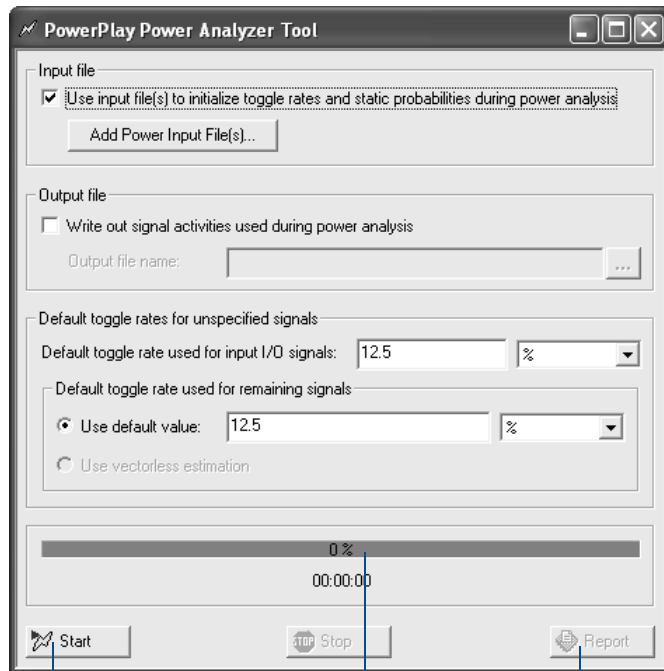 PowerPlay Power Analyzer Tool
Input file
Use input file(s) to initialize toggle rates and static probabilities during power analysis
Add Power Input File(s)...
Output file
Write out signal activities used during power analysis
Output file name:
...
Default toggle rates for unspecified signals
Default toggle rate used for input I/O signals: 12.5 %
Default toggle rate used for remaining signals
Use default value: 12.5 %
Use vectorless estimation
0 %
00:00:00
Start STOP Stop Report